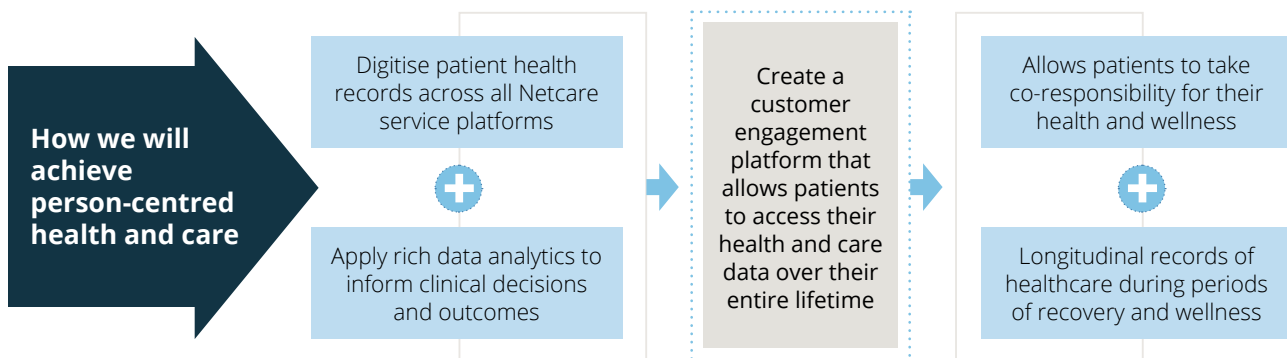 How we will
achieve
person-centred
health and care
Digitise patient health
records across all Netcare
service platforms
Apply rich data analytics to
inform clinical decisions
and outcomes
Create a
customer
engagement
platform that
allows patients
to access their
health and care
data over their
entire lifetime
Allows patients to take
co-responsibility for their
health and wellness
Longitudinal records of
healthcare during periods
of recovery and wellness